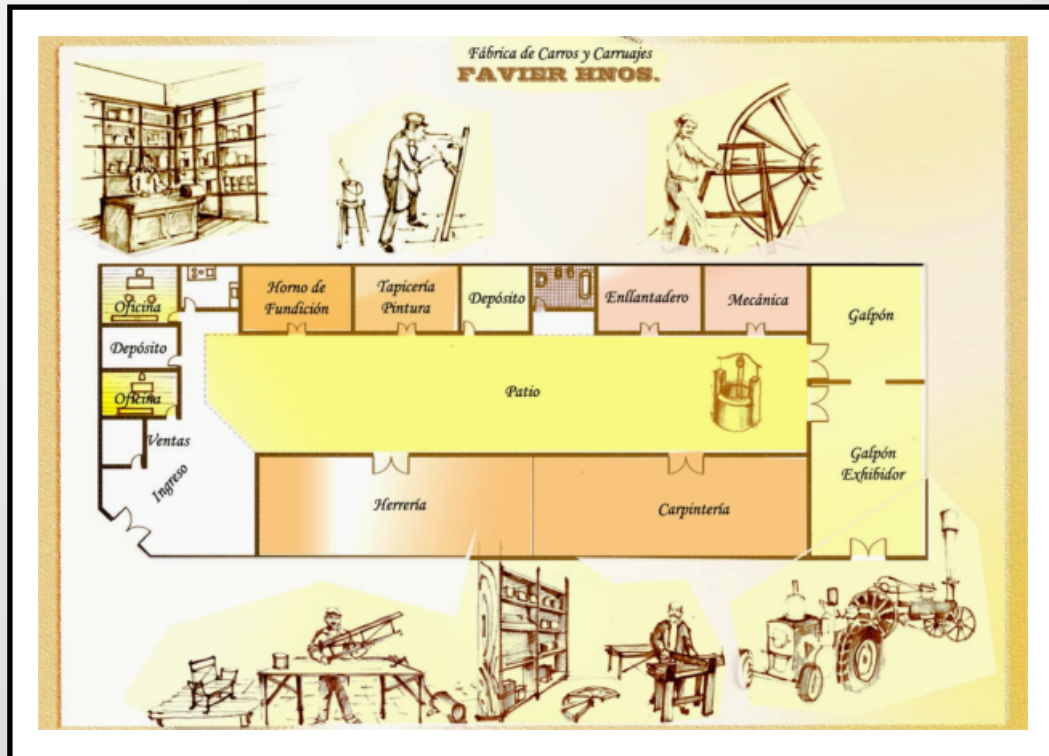 Fábrica de Carros y Carruajes
FAVIER HNOS.
Oficina
Horno de
Fundición
Tapicería
Pintura
Depósito
Enllantadero
Mecánica
Galpón
Depósito
Oficina
Patio
Ventas
Ingreso
Herrería
Carpintería
Galpón
Exhibidor